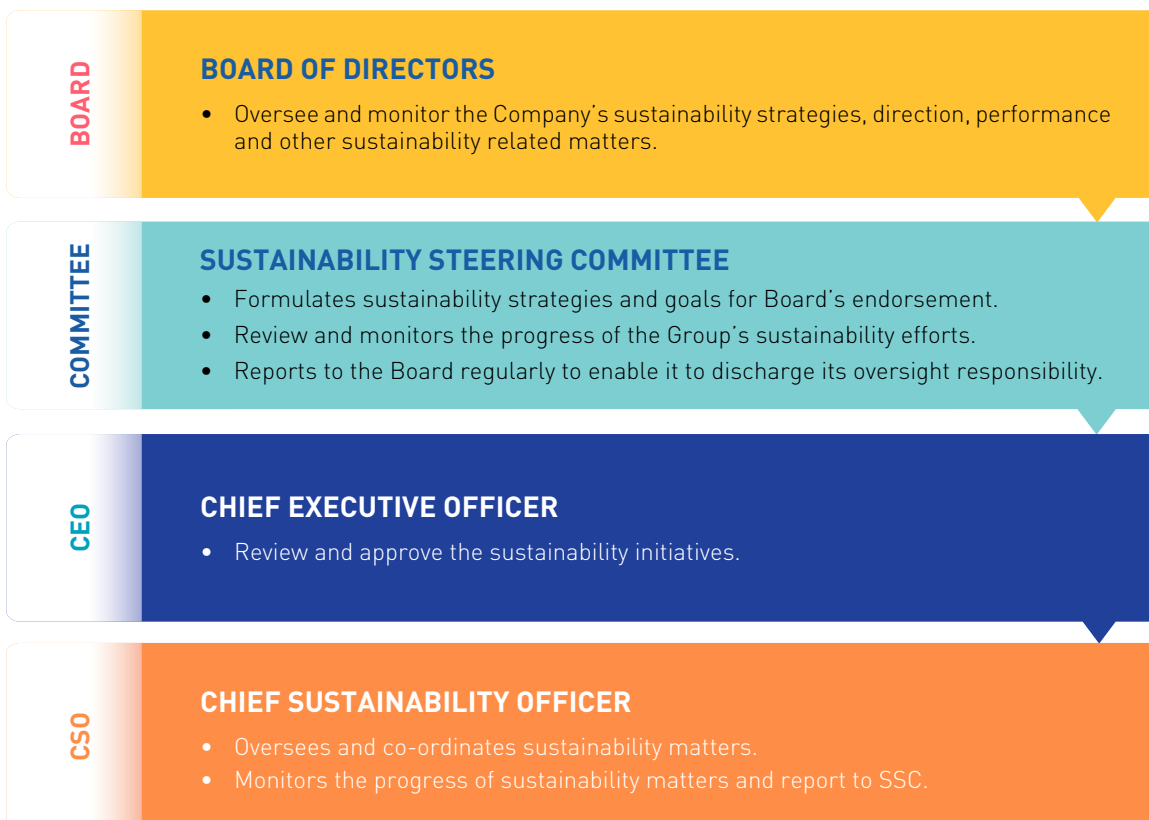 BOARD
BOARD OF DIRECTORS
• Oversee and monitor the Company’s sustainability strategies, direction, performance
and other sustainability related matters.
COMMITTEE
SUSTAINABILITY STEERING COMMITTEE
• Formulates sustainability strategies and goals for Board’s endorsement.
• Review and monitors the progress of the Group’s sustainability efforts.
• Reports to the Board regularly to enable it to discharge its oversight responsibility.
CEO
CHIEF EXECUTIVE OFFICER
• Review and approve the sustainability initiatives.
CSO
CHIEF SUSTAINABILITY OFFICER
• Oversees and co-ordinates sustainability matters.
• Monitors the progress of sustainability matters and report to SSC.